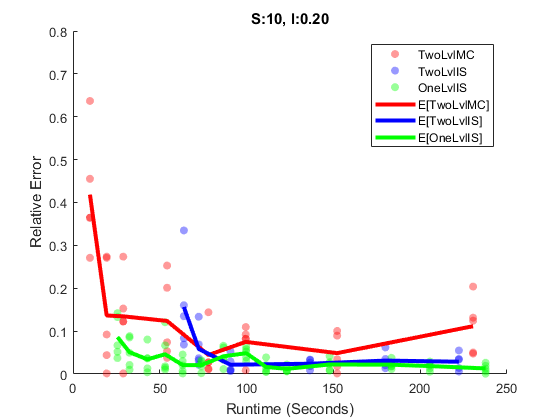 S:10, l:0.20
0.8
0.7
0.6
0.5
0.4
0.3
0.2
0.1
0
Relative Error
TwoLvlMC
TwoLvlIS
OneLvlIS
E[TwoLvlMC]
E[TwoLvlIS]
E[OneLvlIS]
0 50 100 150 200 250
Runtime (Seconds)